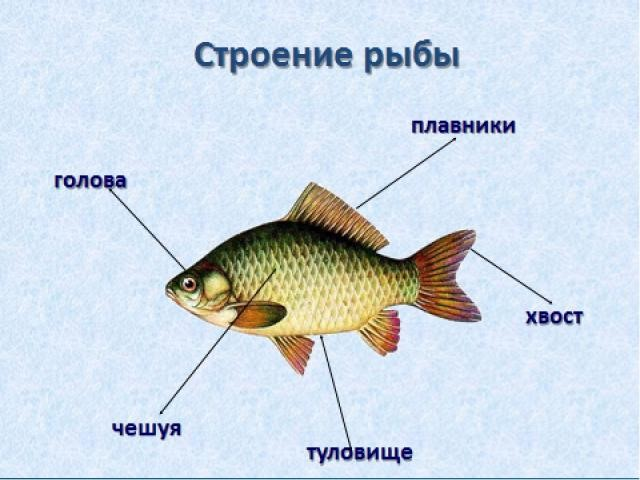 Строение рыбы
плавники
голова
хвост
чешуя
туловище